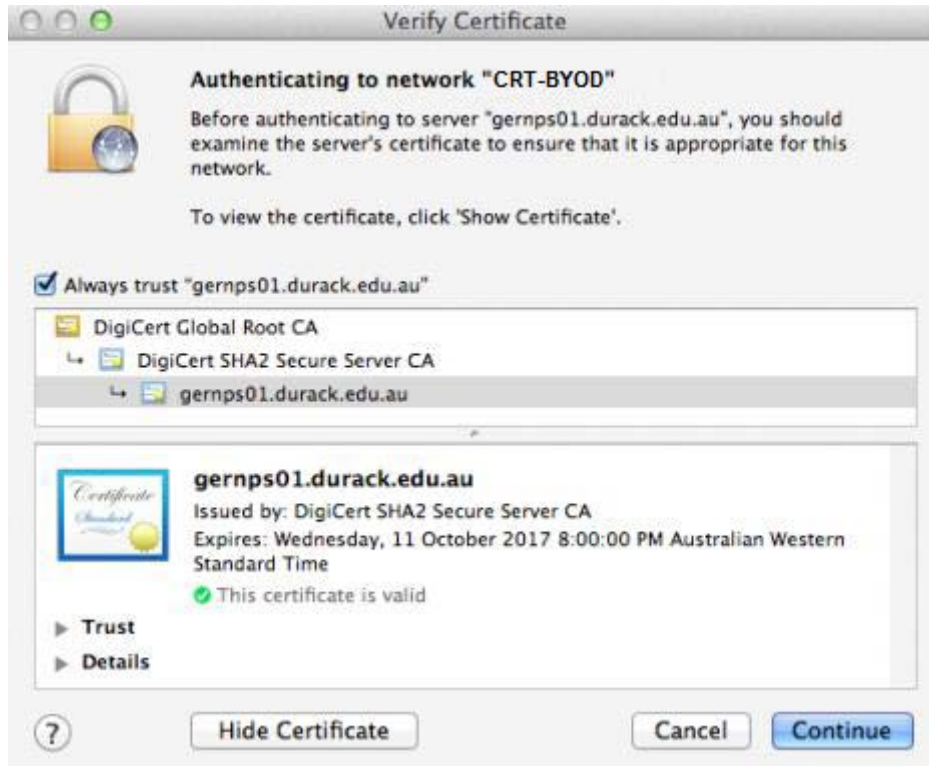 Verify Certificate
Authenticating to network "CRT-BYOD"
Before authenticating to server "gernps01.durack.edu.au", you should
examine the server's certificate to ensure that it is appropriate for this
network.
To view the certificate, click 'Show Certificate'.
Always trust "gernps01.durack.edu.au"
DigiCert Global Root CA
DigiCert SHA2 Secure Server CA
gernps01.durack.edu.au
Certificate
Standard
gernps01.durack.edu.au
Issued by: DigiCert SHA2 Secure Server CA
Expires: Wednesday, 11 October 2017 8:00:00 PM Australian Western
Standard Time
This certificate is valid
Trust
Details
?
Hide Certificate
Cancel
Continue